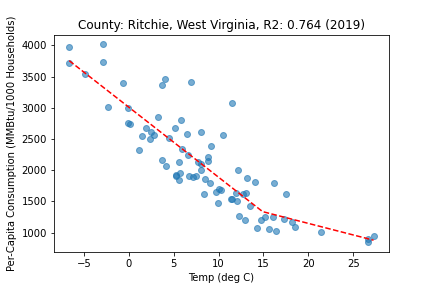 County: Ritchie, West Virginia, R2: 0.764 (2019)
Per-Capita Consumption (MMBtu/1000 Households)
4000
3500
3000
2500
2000
1500
1000
−5 0 5 10 15 20 25
Temp (deg C)